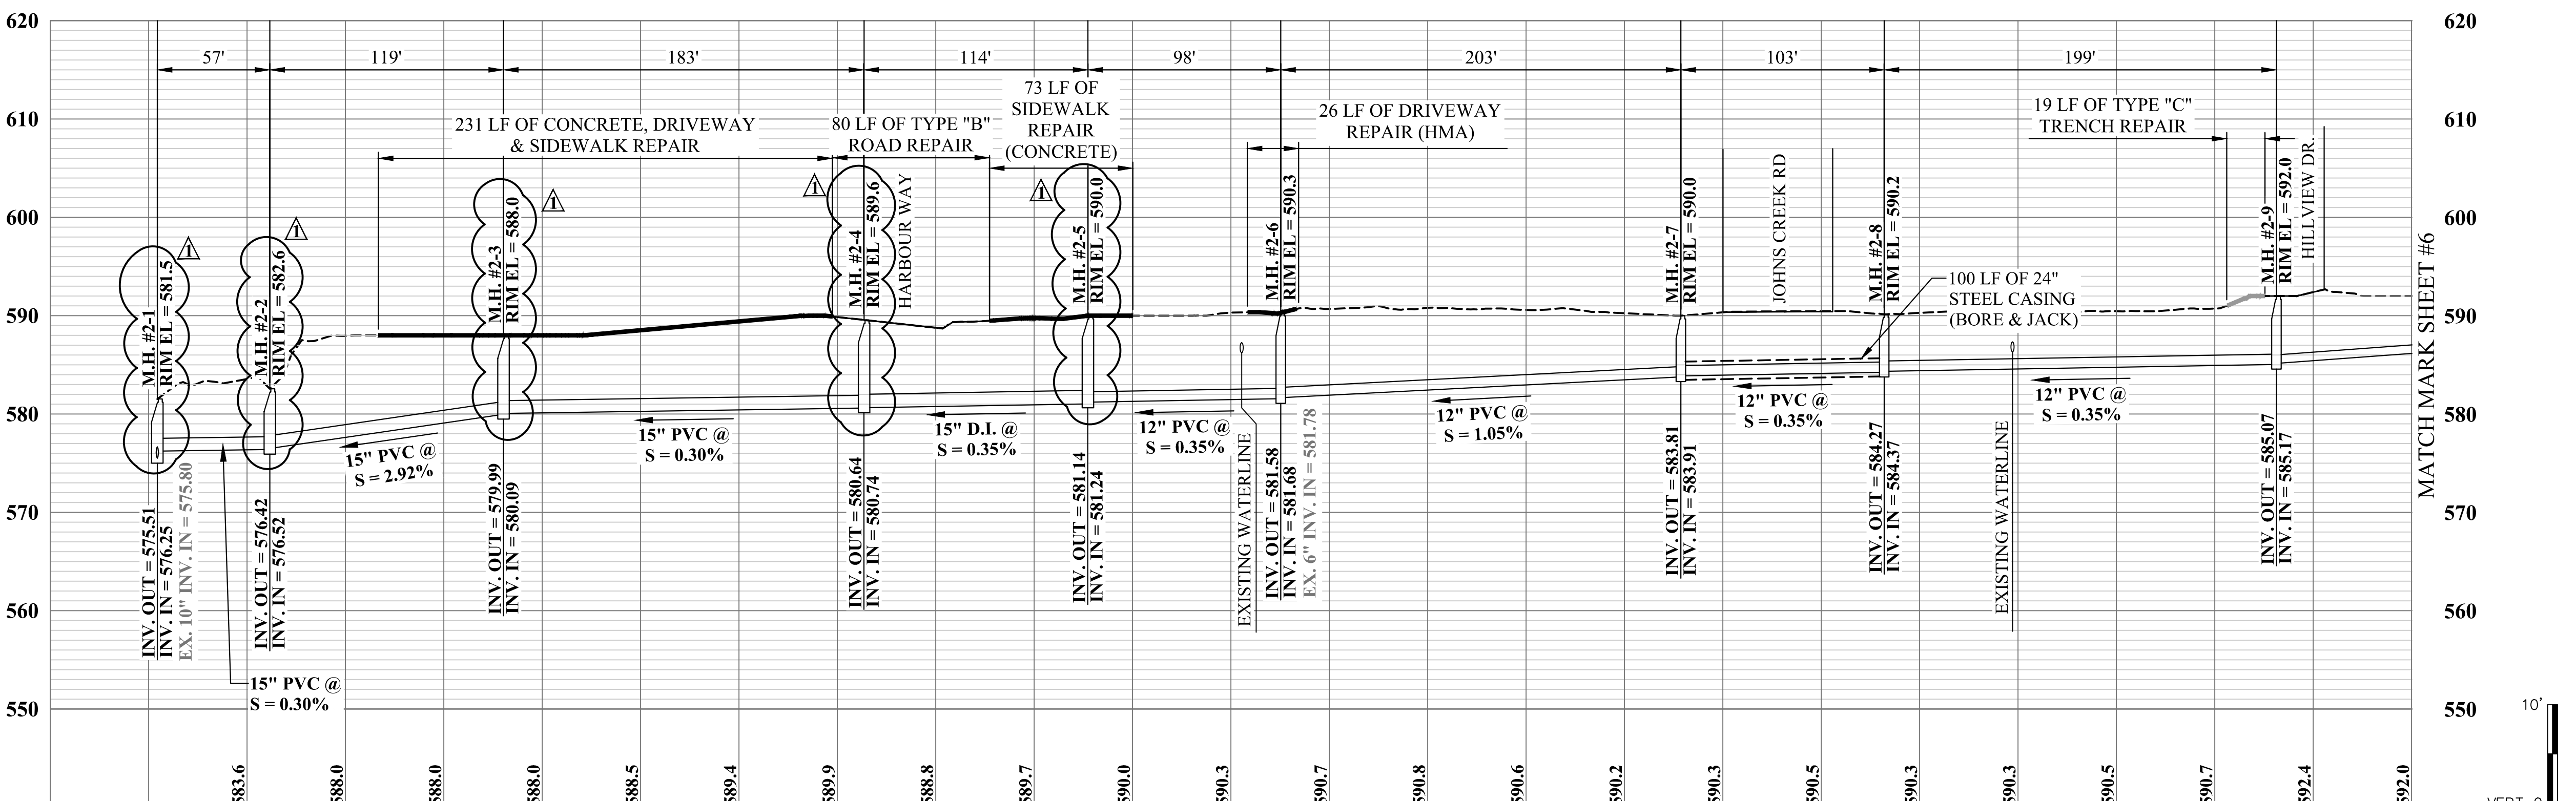 620
620
57'
119'
183'
114'
98'
203'
103'
199'
231 LF OF CONCRETE, DRIVEWAY
& SIDEWALK REPAIR
80 LF OF TYPE "B"
ROAD REPAIR
73 LF OF
SIDEWALK
REPAIR
(CONCRETE)
26 LF OF DRIVEWAY
REPAIR (HMA)
19 LF OF TYPE "C"
TRENCH REPAIR
610
610
600
600
590
590
580
580
570
570
560
560
550
550
1
1
1
1
1
M.H. #2-1
RIM EL = 581.5
M.H. #2-2
RIM EL = 582.6
M.H. #2-3
RIM EL = 588.0
M.H. #2-4
RIM EL = 589.6
HARBOUR WAY
M.H. #2-5
RIM EL = 590.0
M.H. #2-6
RIM EL = 590.3
M.H. #2-7
RIM EL = 590.0
JOHNS CREEK RD
M.H. #2-8
RIM EL = 590.2
100 LF OF 24"
STEEL CASING
(BORE & JACK)
M.H. #2-9
RIM EL = 592.0
HILLVIEW DR.
MATCH MARK SHEET #6
15" PVC @
S = 2.92%
15" PVC @
S = 0.30%
15" D.I. @
S = 0.35%
12" PVC @
S = 0.35%
12" PVC @
S = 1.05%
12" PVC @
S = 0.35%
12" PVC @
S = 0.35%
INV. OUT = 575.51
INV. IN = 576.25
EX. 10" INV. IN = 575.80
INV. OUT = 576.42
INV. IN = 576.52
INV. OUT = 579.99
INV. IN = 580.09
INV. OUT = 580.64
INV. IN = 580.74
INV. OUT = 581.14
INV. IN = 581.24
EXISTING WATERLINE
INV. OUT = 581.58
INV. IN = 581.68
EX. 6" INV. IN = 581.78
INV. OUT = 583.81
INV. IN = 583.91
INV. OUT = 584.27
INV. IN = 584.37
EXISTING WATERLINE
INV. OUT = 585.07
INV. IN = 585.17
15" PVC @
S = 0.30%
583.6
588.0
588.0
588.0
588.5
589.4
589.9
588.8
589.7
590.0
590.3
590.7
590.8
590.6
590.2
590.3
590.5
590.3
590.3
590.5
590.7
592.4
592.0
10'